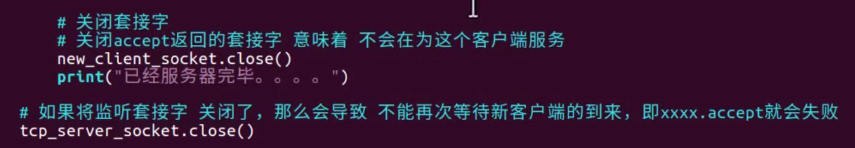 # 关闭套接字
# 关闭accept返回的套接字 意味着 不会在为这个客户端服务
new_client_socket.close()
print("已经服务器完毕。。。。")
# 如果将监听套接字 关闭了，那么会导致 不能再次等待新客户端的到来，即xxxx.accept就会失败
tcp_server_socket.close()